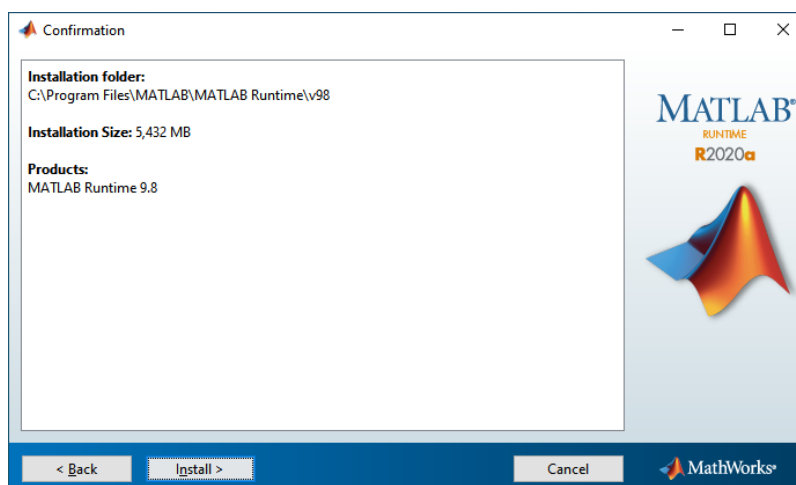 Confirmation
Installation folder:
C:\Program Files\MATLAB\MATLAB Runtime\v98
Installation Size: 5,432 MB
Products:
MATLAB Runtime 9.8
MATLAB®
RUNTIME
R2020a
< Back
Install >
Cancel
MathWorks®